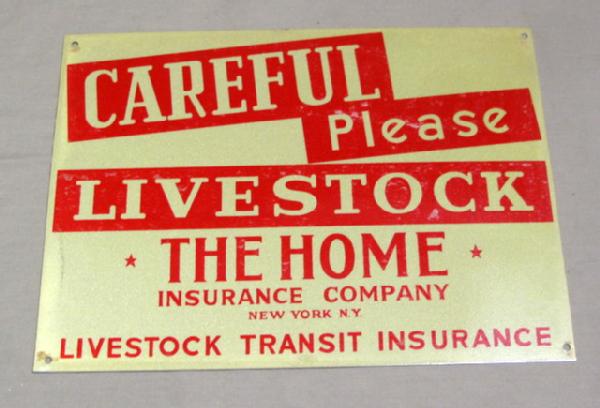 CAREFUL
Please
LIVESTOCK
* THE HOME *
INSURANCE COMPANY
NEW YORK N.Y.
LIVESTOCK TRANSIT INSURANCE